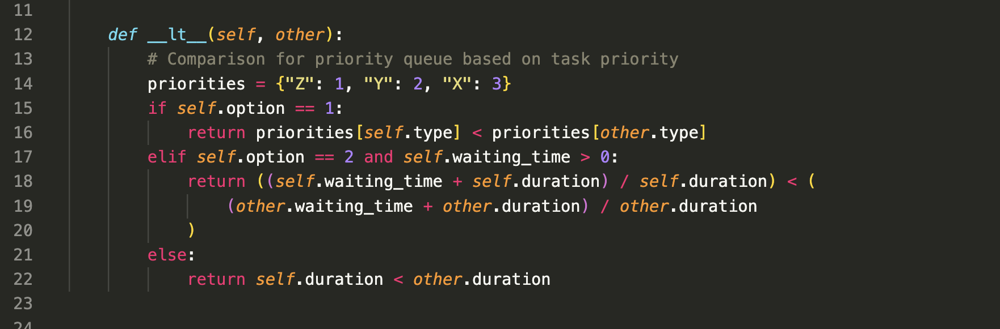 11
12 def __lt__(self, other):
13 # Comparison for priority queue based on task priority
14 priorities = {"Z": 1, "Y": 2, "X": 3}
15 if self.option == 1:
16 return priorities[self.type] < priorities[other.type]
17 elif self.option == 2 and self.waiting_time > 0:
18 return ((self.waiting_time + self.duration) / self.duration) < (
19 (other.waiting_time + other.duration) / other.duration
20 )
21 else:
22 return self.duration < other.duration
23
24